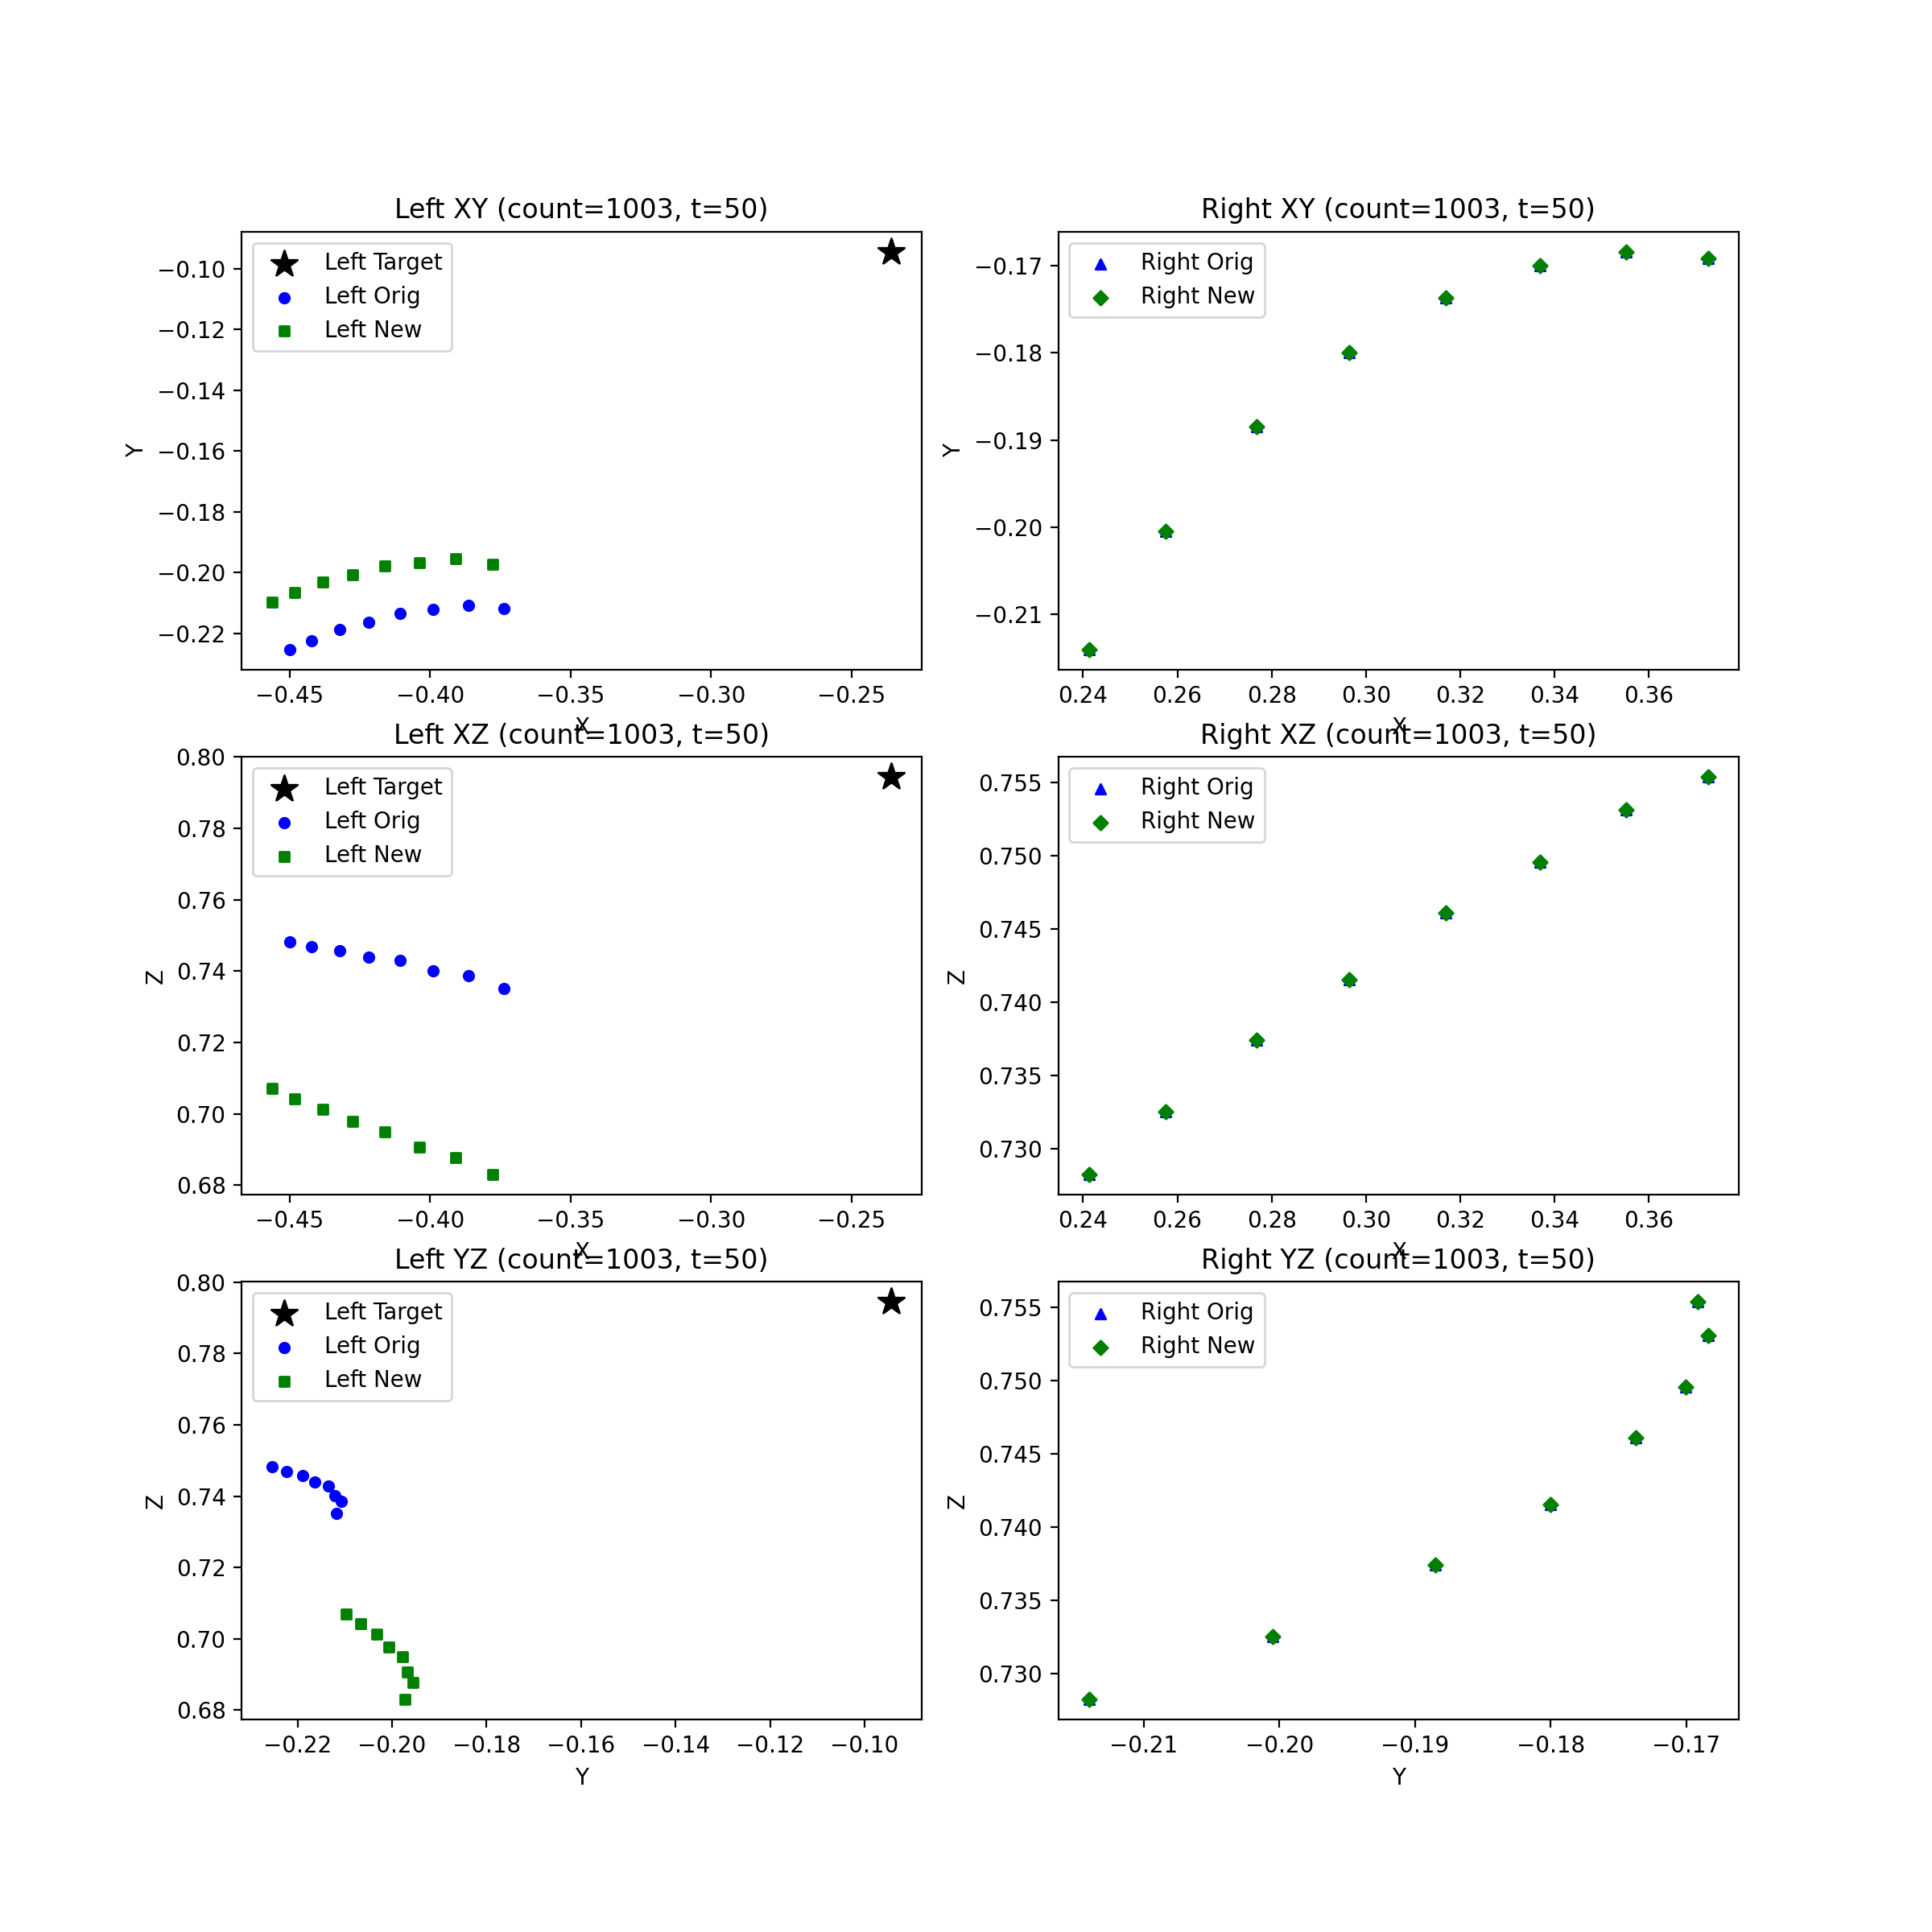 Left XY (count=1003, t=50)
Left Target
Left Orig
Left New
−0.10
−0.12
−0.14
−0.16
−0.18
−0.20
−0.22
Y
−0.45 −0.40 −0.35 −0.30 −0.25
X
Right XY (count=1003, t=50)
Right Orig
Right New
−0.17
−0.18
−0.19
−0.20
−0.21
Y
0.24 0.26 0.28 0.30 0.32 0.34 0.36
X
Left XZ (count=1003, t=50)
Left Target
Left Orig
Left New
0.80
0.78
0.76
0.74
0.72
0.70
0.68
Z
−0.45 −0.40 −0.35 −0.30 −0.25
X
Right XZ (count=1003, t=50)
Right Orig
Right New
0.755
0.750
0.745
0.740
0.735
0.730
Z
0.24 0.26 0.28 0.30 0.32 0.34 0.36
X
Left YZ (count=1003, t=50)
Left Target
Left Orig
Left New
0.80
0.78
0.76
0.74
0.72
0.70
0.68
Z
−0.22 −0.20 −0.18 −0.16 −0.14 −0.12 −0.10
Y
Right YZ (count=1003, t=50)
Right Orig
Right New
0.755
0.750
0.745
0.740
0.735
0.730
Z
−0.21 −0.20 −0.19 −0.18 −0.17
Y